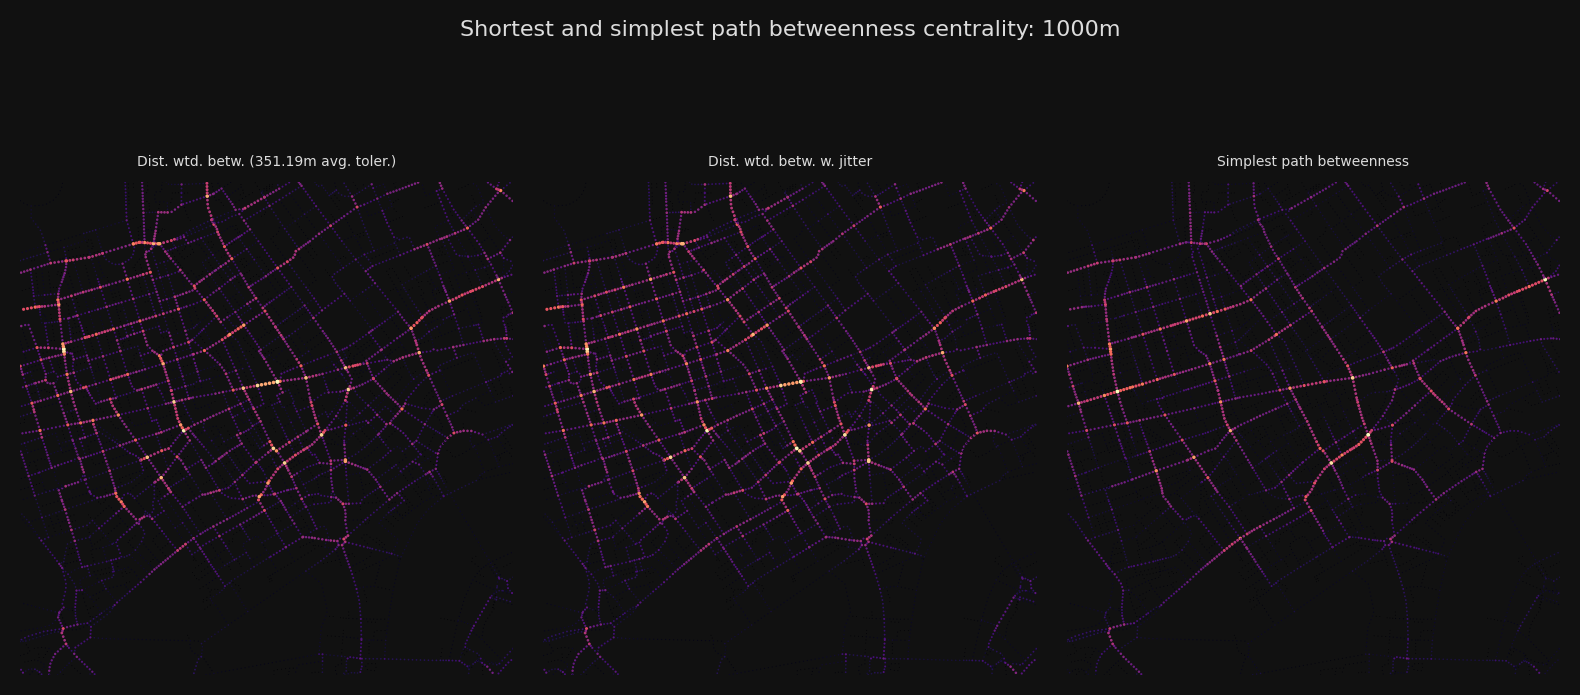 Shortest and simplest path betweenness centrality: 1000m
Dist. wtd. betw. (351.19m avg. toler.)
Dist. wtd. betw. w. jitter
Simplest path betweenness